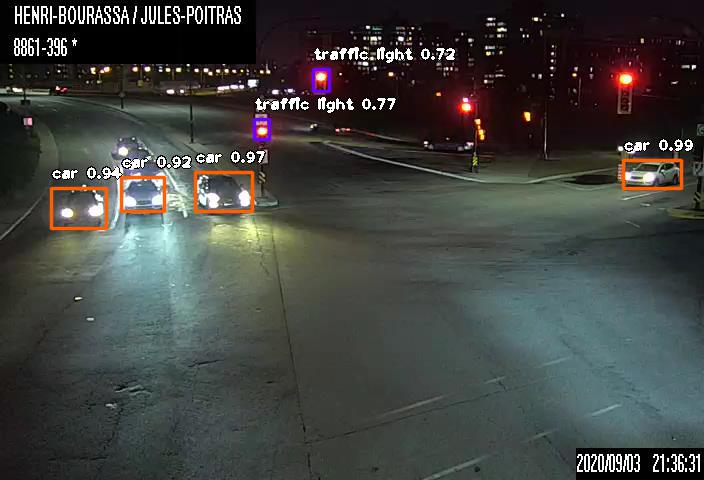 HENRI-BOURASSA / JULES-POITRAS
8861-396 *
traffic light 0.72
traffic light 0.77
car 0.94
car 0.92
car 0.97
car 0.99
2020/09/03 21:36:31